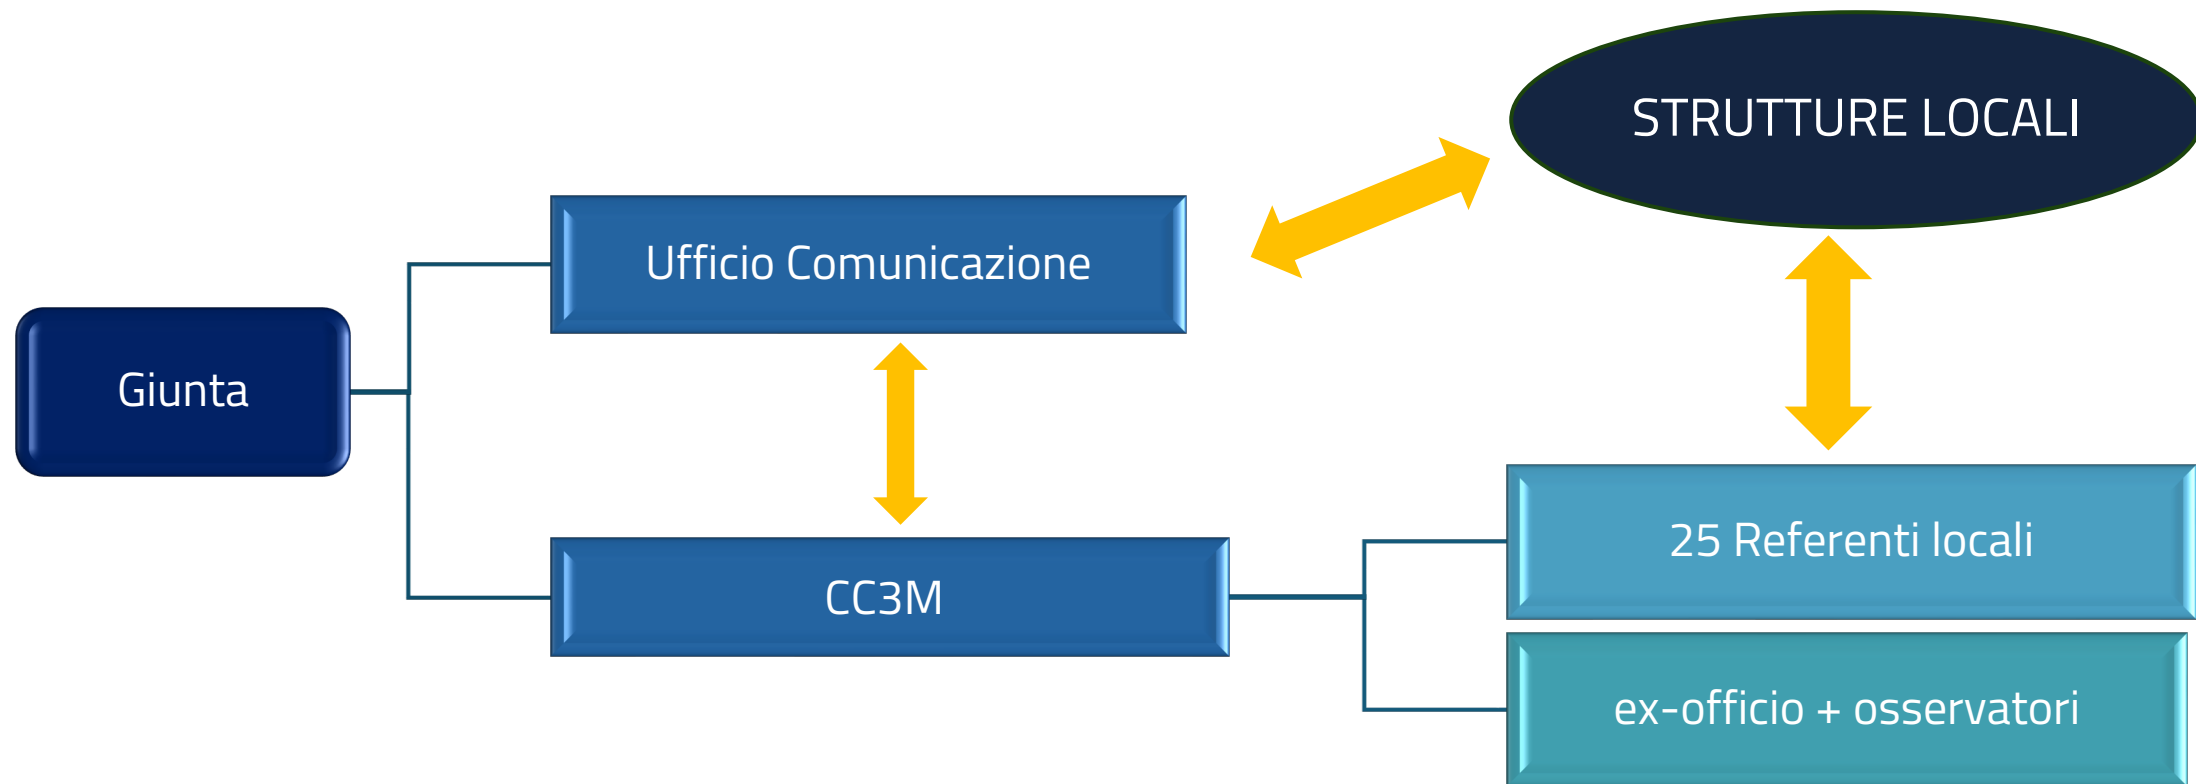 STRUTTURE LOCALI
Ufficio Comunicazione
Giunta
25 Referenti locali
CC3M
ex-officio + osservatori